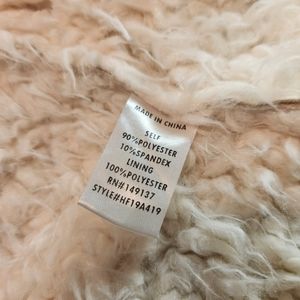 MADE IN CHINA
SELF
90%POLYESTER
10%SPANDEX
LINING
100%POLYESTER
RN#149137
STYLE#HF19A419